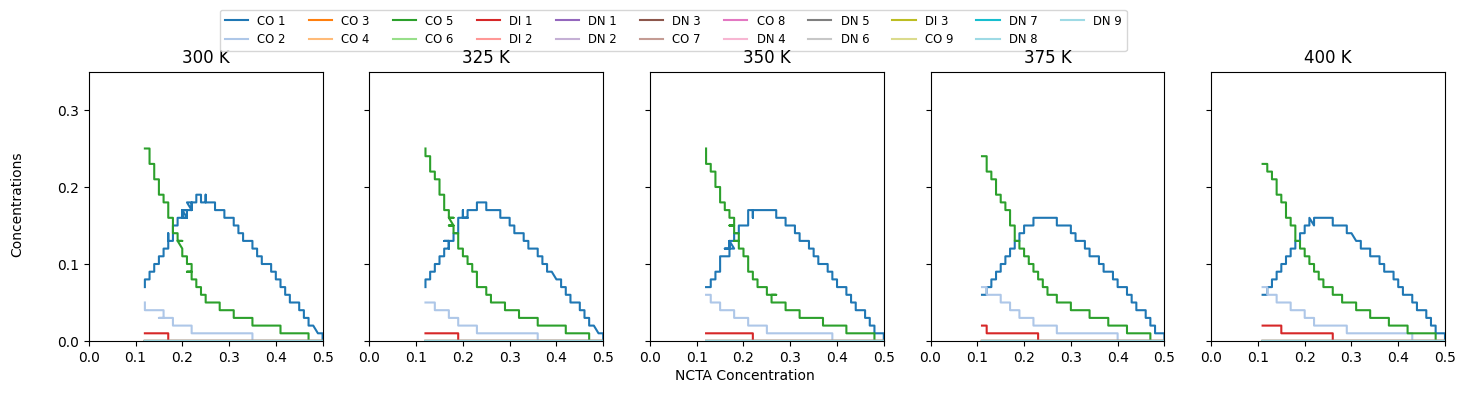 CO 1 CO 3 CO 5 DI 1 DN 1 DN 3 CO 8 DN 5 DI 3 DN 7 DN 9
CO 2 CO 4 CO 6 DI 2 DN 2 CO 7 DN 4 DN 6 CO 9 DN 8
300 K 325 K 350 K 375 K 400 K
Concentrations
0.3
0.2
0.1
0.0
0.0 0.1 0.2 0.3 0.4 0.5 0.0 0.1 0.2 0.3 0.4 0.5 0.0 0.1 0.2 0.3 0.4 0.5 0.0 0.1 0.2 0.3 0.4 0.5 0.0 0.1 0.2 0.3 0.4 0.5
NCTA Concentration